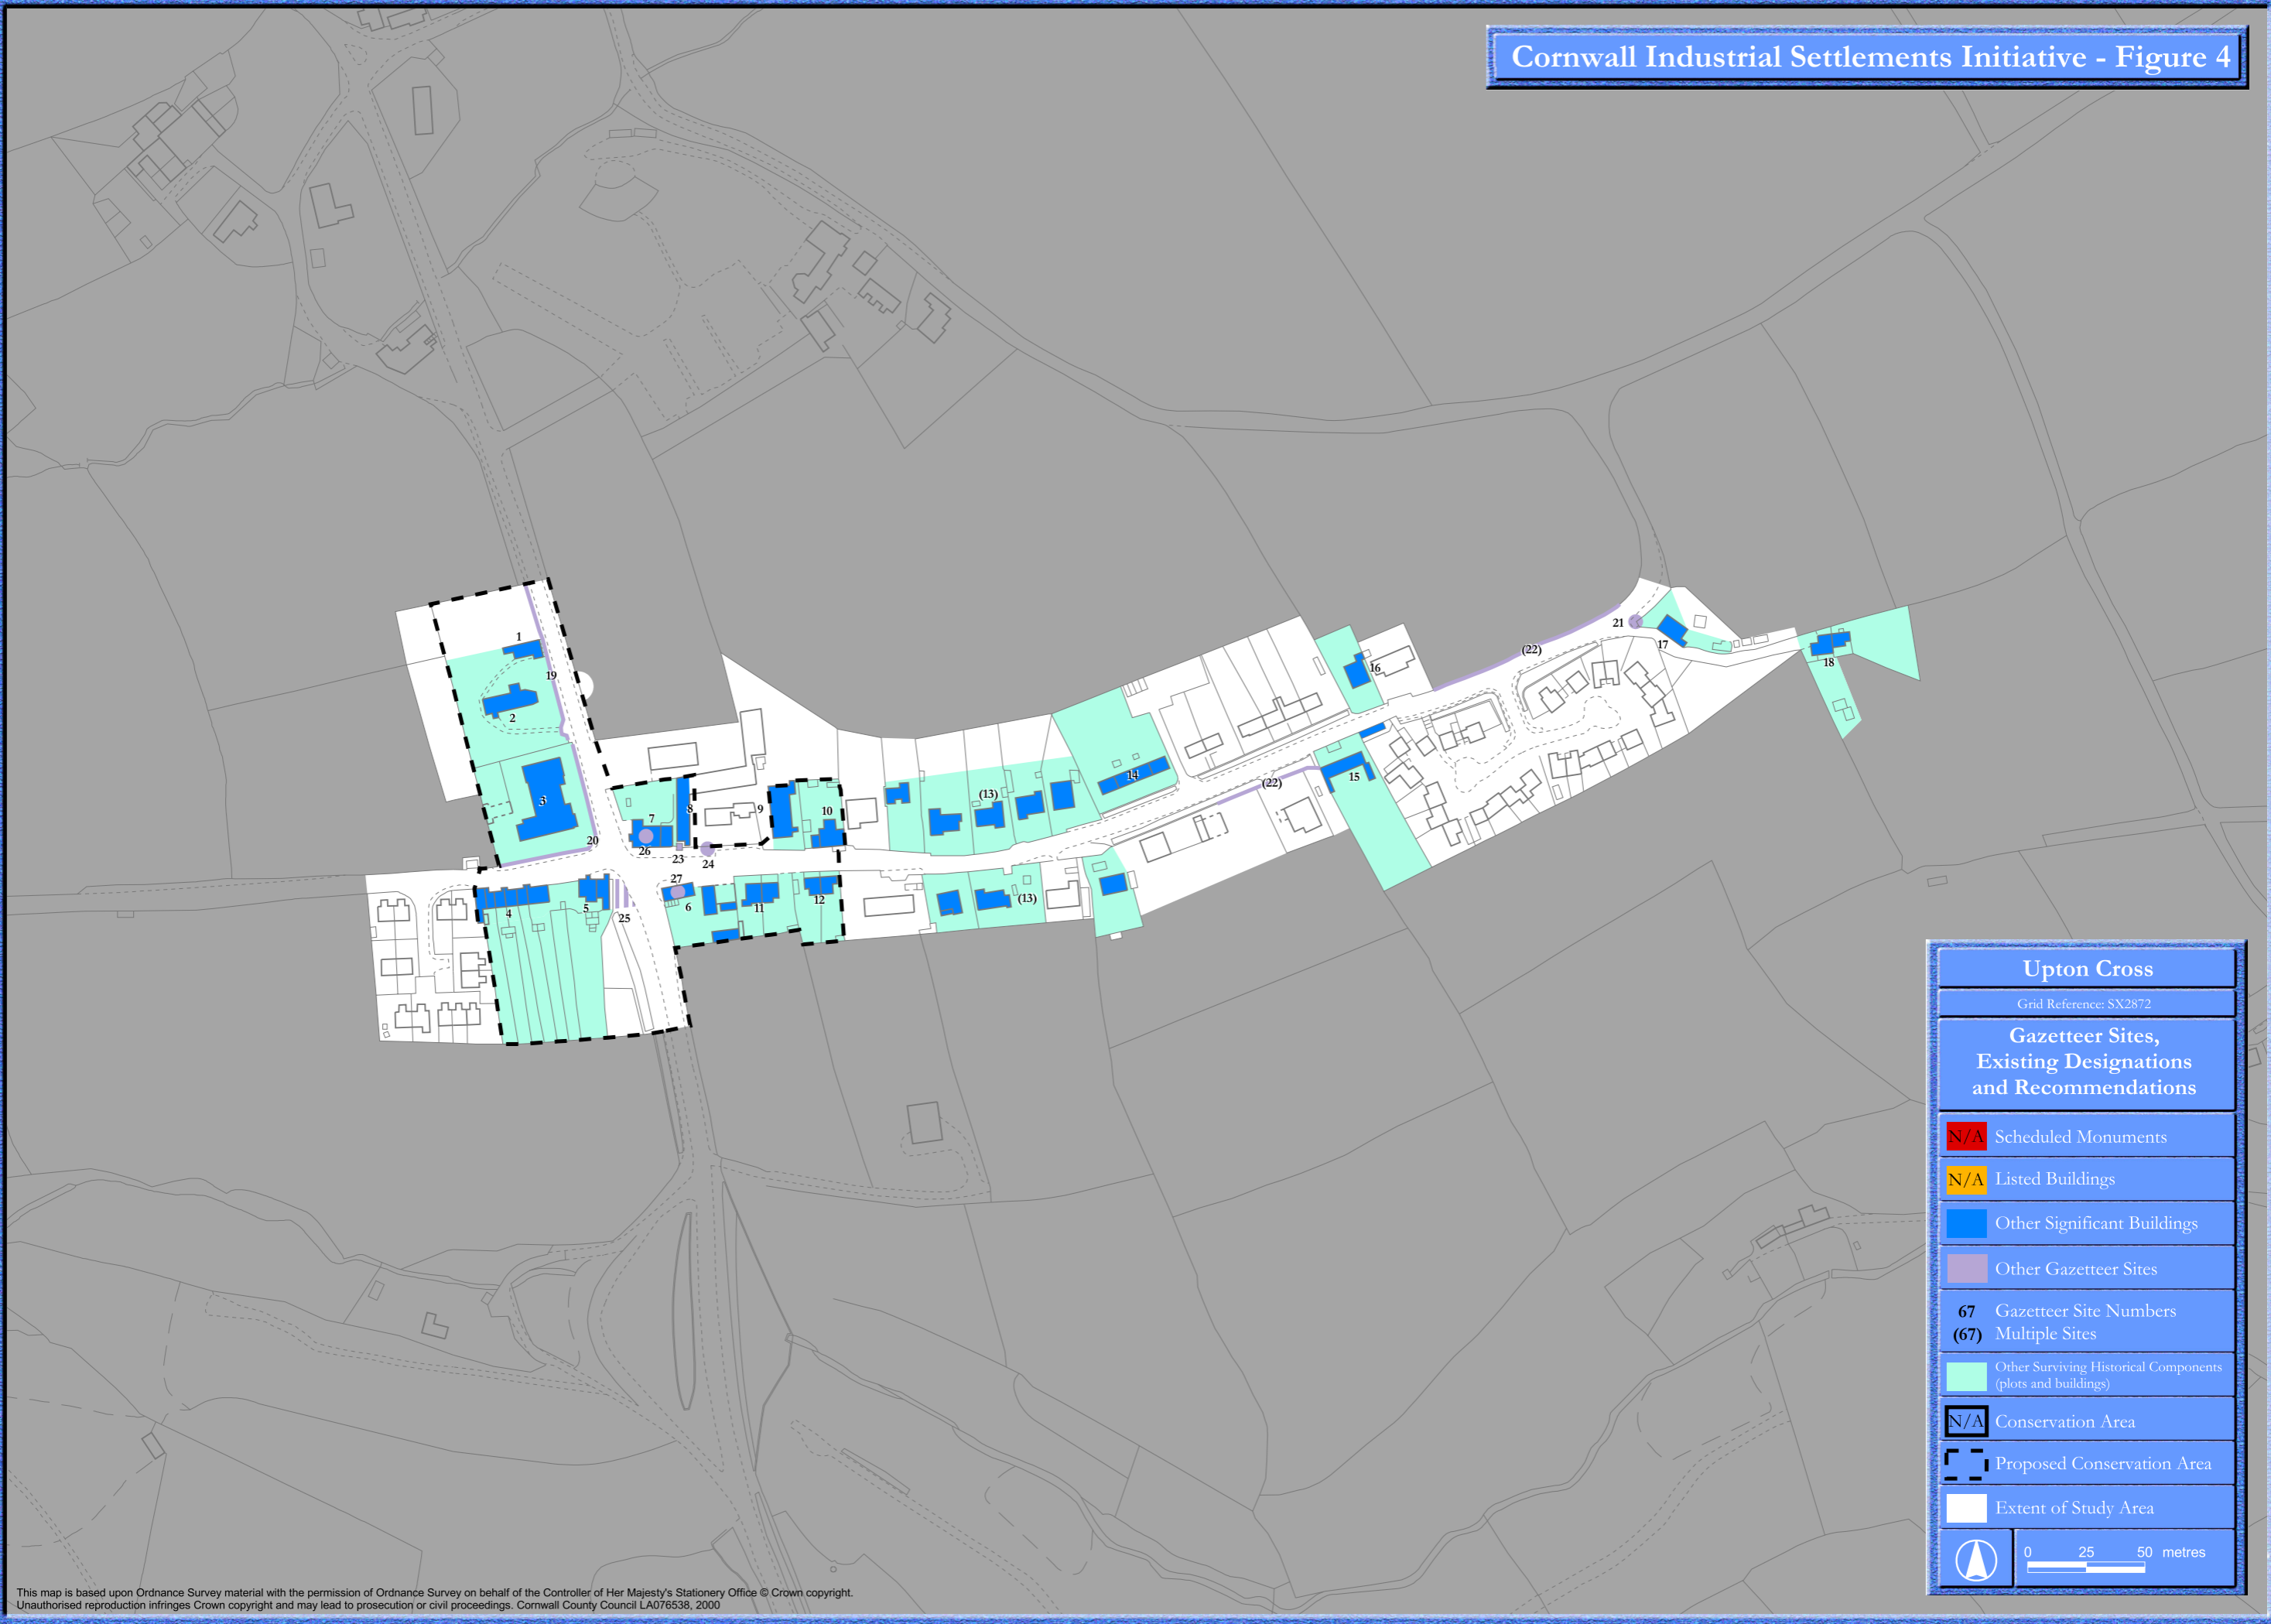 Cornwall Industrial Settlements Initiative - Figure 4
1
19
2
3
20
7
8
9
10
26
23
24
27
6
4
5
25
11
12
(13)
(13)
14
15
16
(22)
(22)
21
17
18
Upton Cross
Grid Reference: SX2872
Gazetteer Sites,
Existing Designations
and Recommendations
N/A Scheduled Monuments
N/A Listed Buildings
Other Significant Buildings
Other Gazetteer Sites
67 Gazetteer Site Numbers
(67) Multiple Sites
Other Surviving Historical Components
(plots and buildings)
N/A Conservation Area
Proposed Conservation Area
Extent of Study Area
0 25 50 metres
This map is based upon Ordnance Survey material with the permission of Ordnance Survey on behalf of the Controller of Her Majesty's Stationery Office © Crown copyright.
Unauthorised reproduction infringes Crown copyright and may lead to prosecution or civil proceedings. Cornwall County Council LA076538, 2000